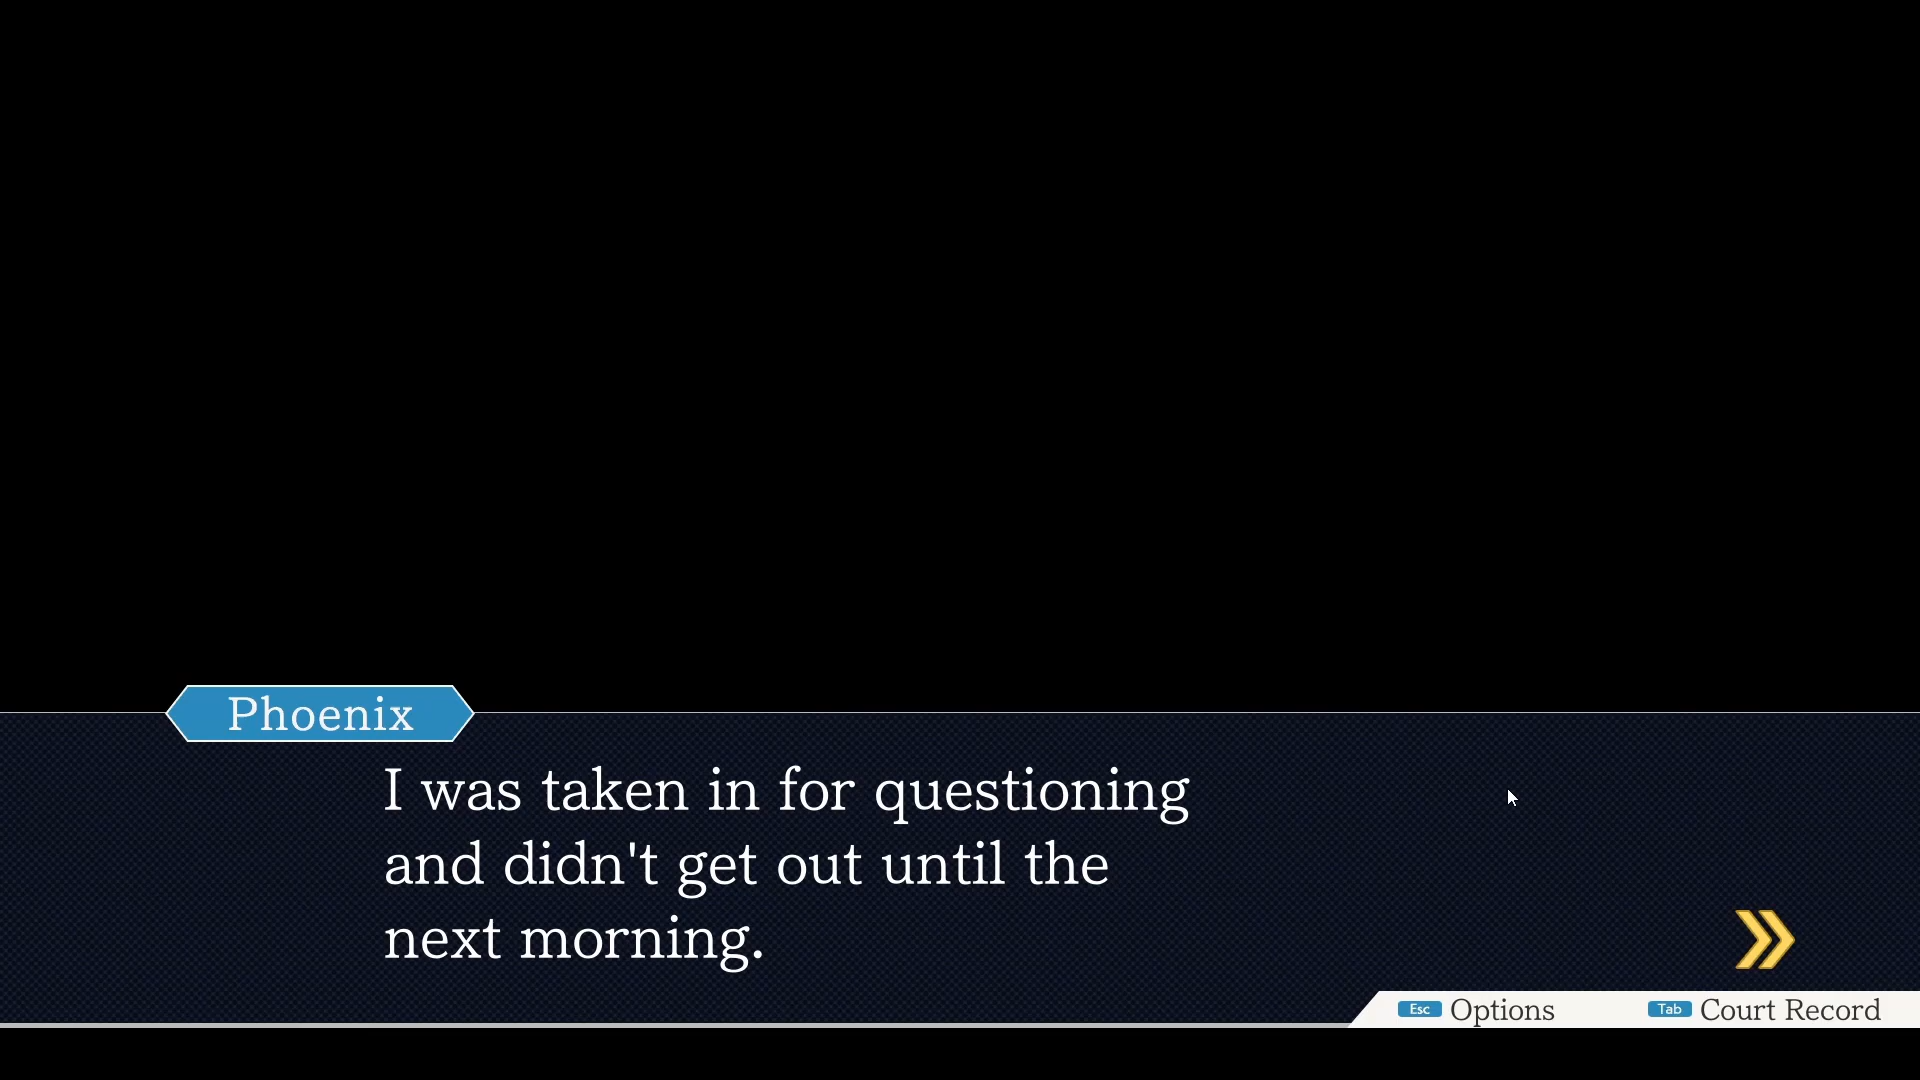 Phoenix
I was taken in for questioning
and didn't get out until the
next morning.
Esc Options Tab Court Record